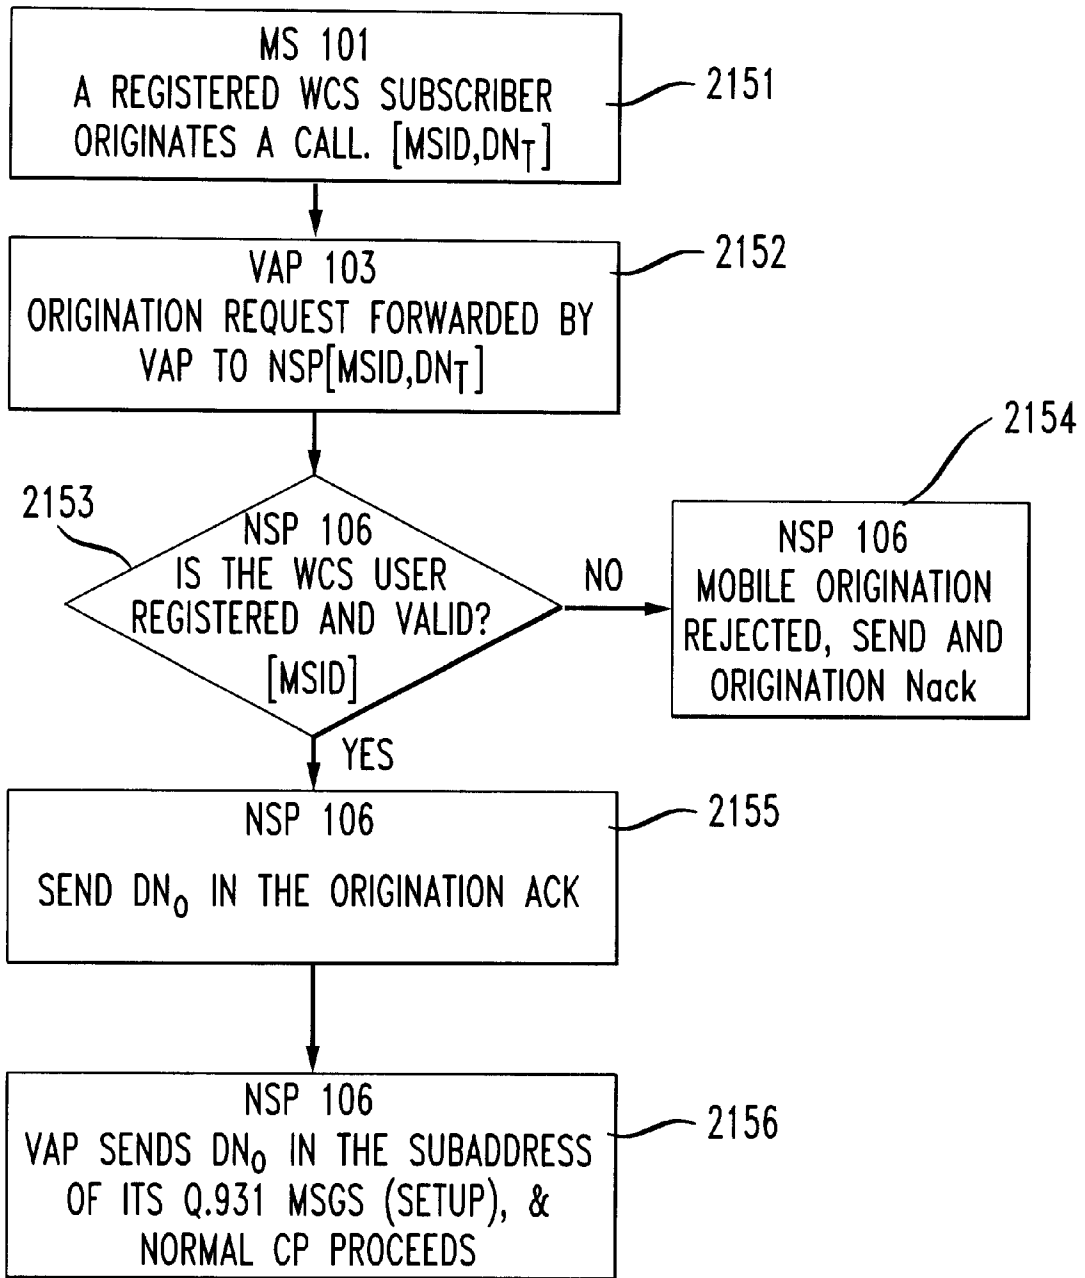 MS 101
A REGISTERED WCS SUBSCRIBER
ORIGINATES A CALL. [MSID,DNT]
2151
VAP 103
ORIGINATION REQUEST FORWARDED BY
VAP TO NSP[MSID,DNT]
2152
2153
NSP 106
IS THE WCS USER
REGISTERED AND VALID?
[MSID]
NO
2154
NSP 106
MOBILE ORIGINATION
REJECTED, SEND AND
ORIGINATION Nack
YES
NSP 106
SEND DNO IN THE ORIGINATION ACK
2155
NSP 106
VAP SENDS DNO IN THE SUBADDRESS
OF ITS Q.931 MSGS (SETUP), &
NORMAL CP PROCEEDS
2156